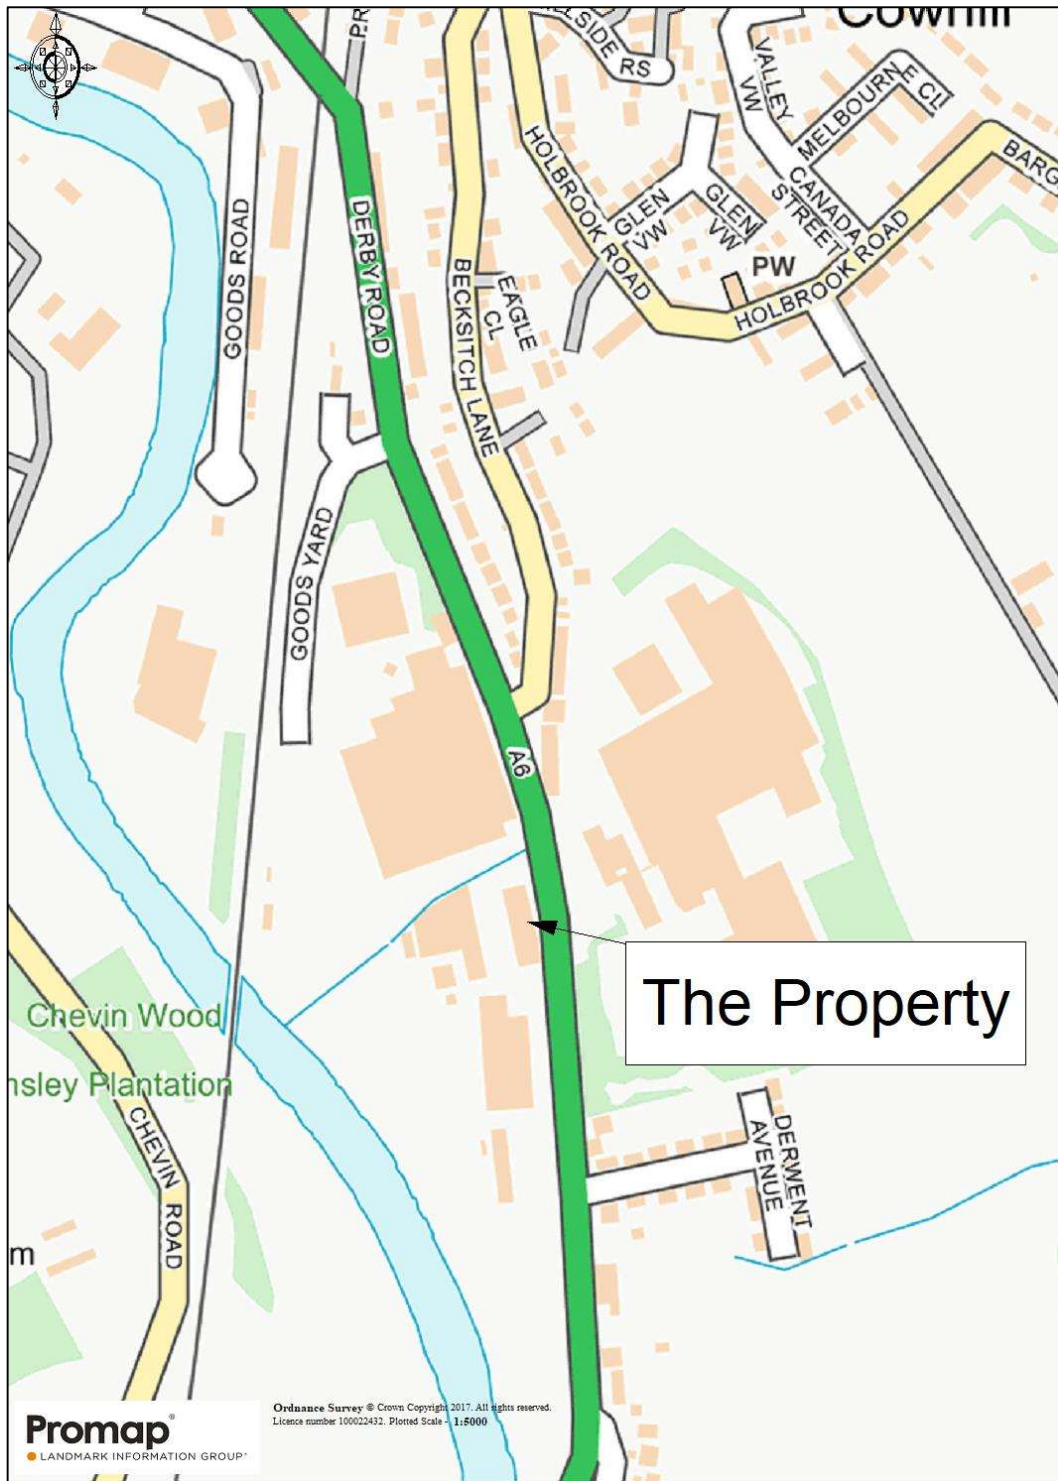 Cowhill
PR
LLSIDE RS
VALLEY
VW
MELBOURN
E CL
BARG
HOLBROOK ROAD
GLEN
VW
GLEN
VW
CANADA
STREET
GOODS ROAD
DERBY ROAD
BECKSITCH LANE
EAGLE
CL
PW
HOLBROOK ROAD
GOODS YARD
A6
The Property
Chevin Wood
nsley Plantation
CHEVIN ROAD
DERWENT
AVENUE
m
Promap®
LANDMARK INFORMATION GROUP®
Ordnance Survey © Crown Copyright 2017. All rights reserved.
Licence number 100022432. Plotted Scale - 1:5000